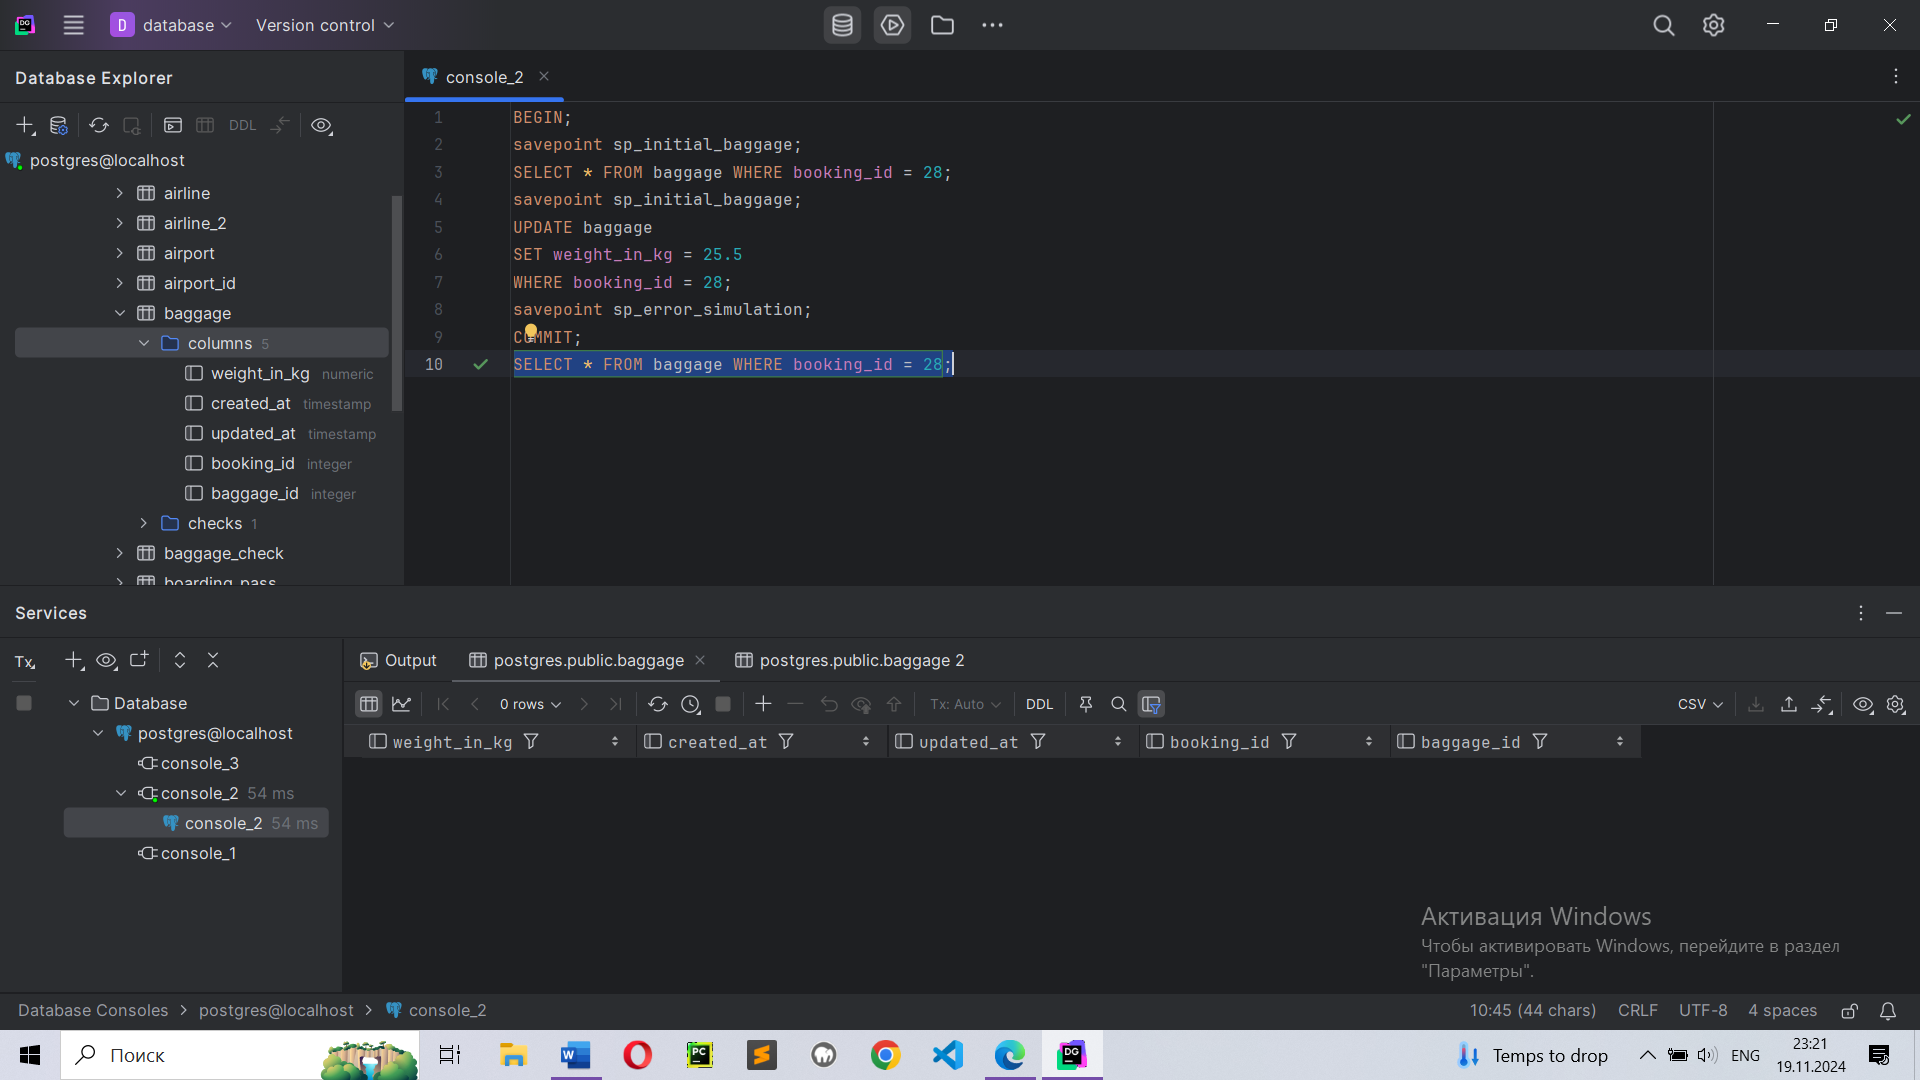 D database Version control
Database Explorer
console_2
DDL
postgres@localhost
airline
airline_2
airport
airport_id
baggage
columns 5
weight_in_kg numeric
created_at timestamp
updated_at timestamp
booking_id integer
baggage_id integer
checks 1
baggage_check
boarding_pass
1 BEGIN;
2 savepoint sp_initial_baggage;
3 SELECT * FROM baggage WHERE booking_id = 28;
4 savepoint sp_initial_baggage;
5 UPDATE baggage
6 SET weight_in_kg = 25.5
7 WHERE booking_id = 28;
8 savepoint sp_error_simulation;
9 COMMIT;
10 SELECT * FROM baggage WHERE booking_id = 28;
Services
Tx
Database
postgres@localhost
console_3
console_2 54 ms
console_2 54 ms
console_1
Output postgres.public.baggage postgres.public.baggage 2
0 rows Tx: Auto DDL CSV
weight_in_kg created_at updated_at booking_id baggage_id
Активация Windows
Чтобы активировать Windows, перейдите в раздел
"Параметры".
Database Consoles > postgres@localhost > console_2
10:45 (44 chars) CRLF UTF-8 4 spaces
Поиск
Temps to drop
ENG
23:21
19.11.2024